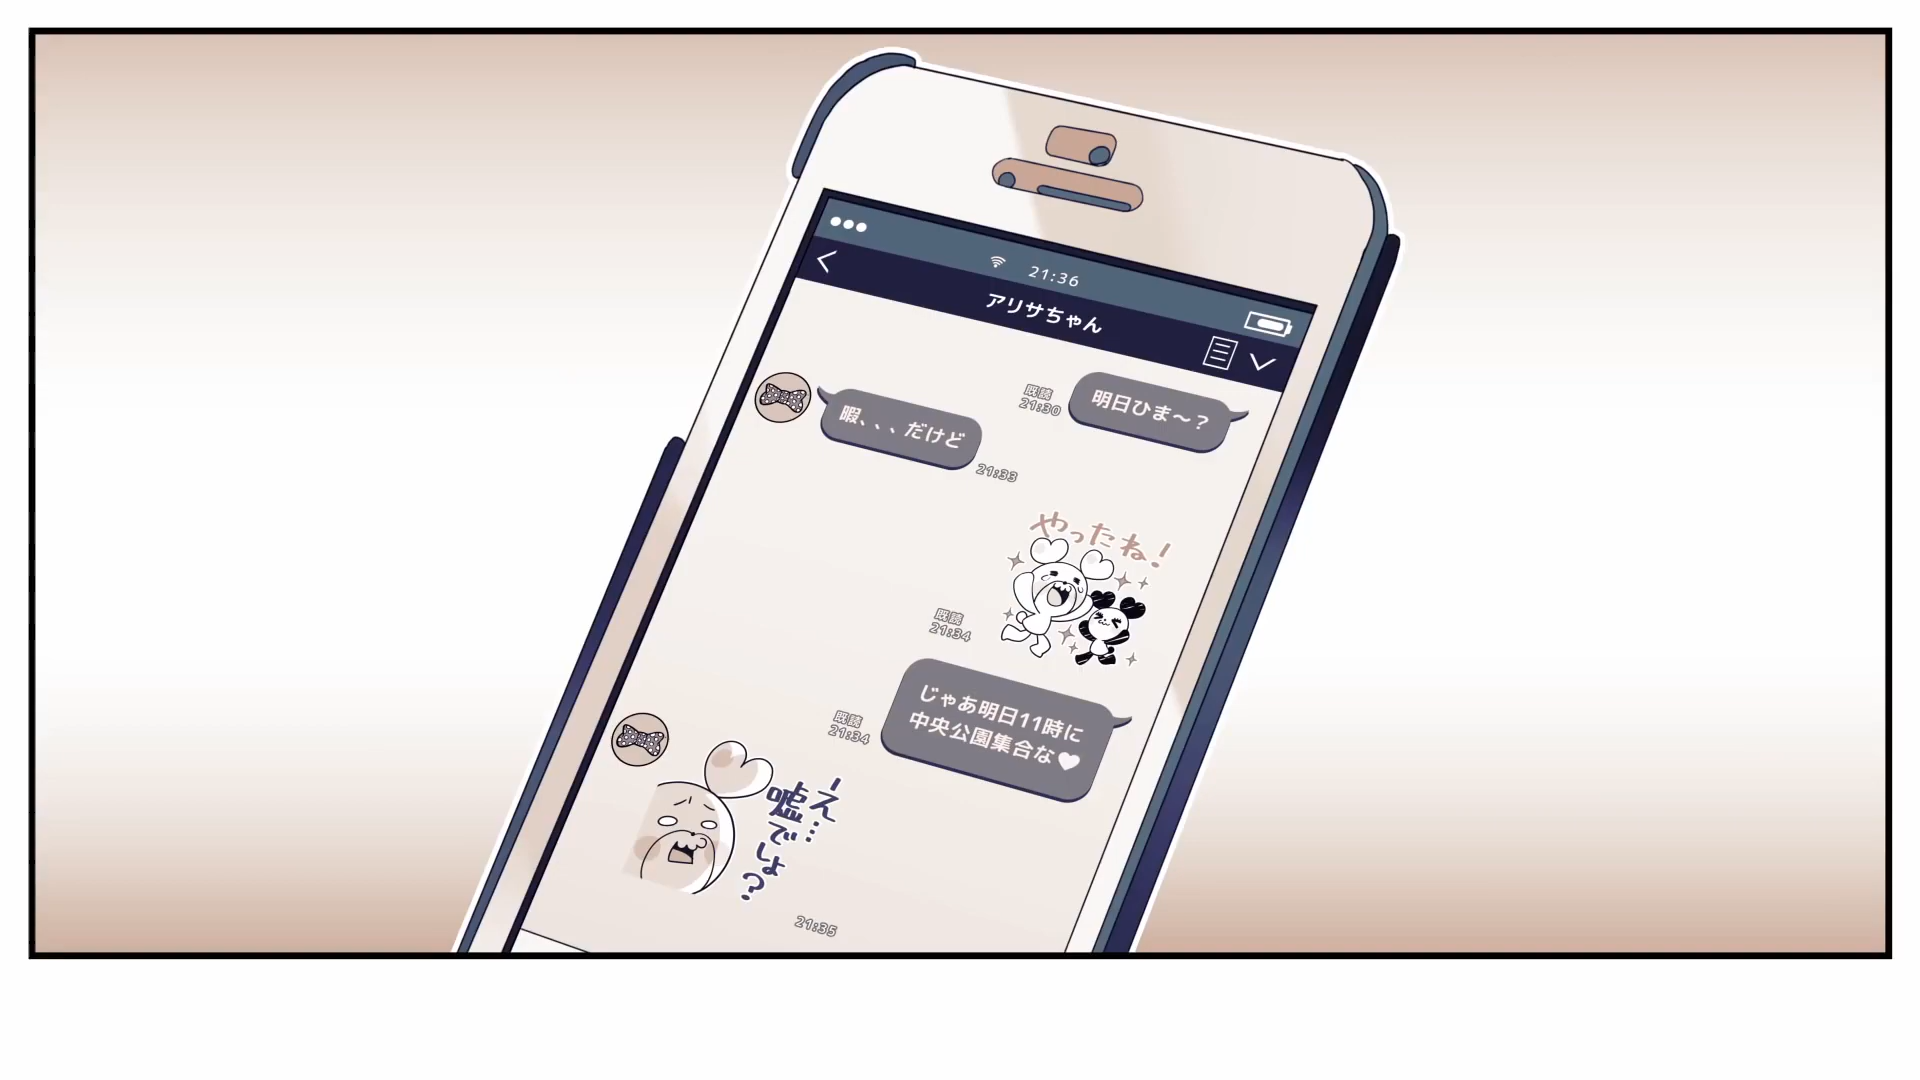 21:36
アリサちゃん
明日ひま〜？
既読
21:30
暇、、、だけど
21:33
やったね！
既読
21:34
じゃあ明日11時に
中央公園集合な♥
既読
21:34
え…
嘘でしょ？
21:35